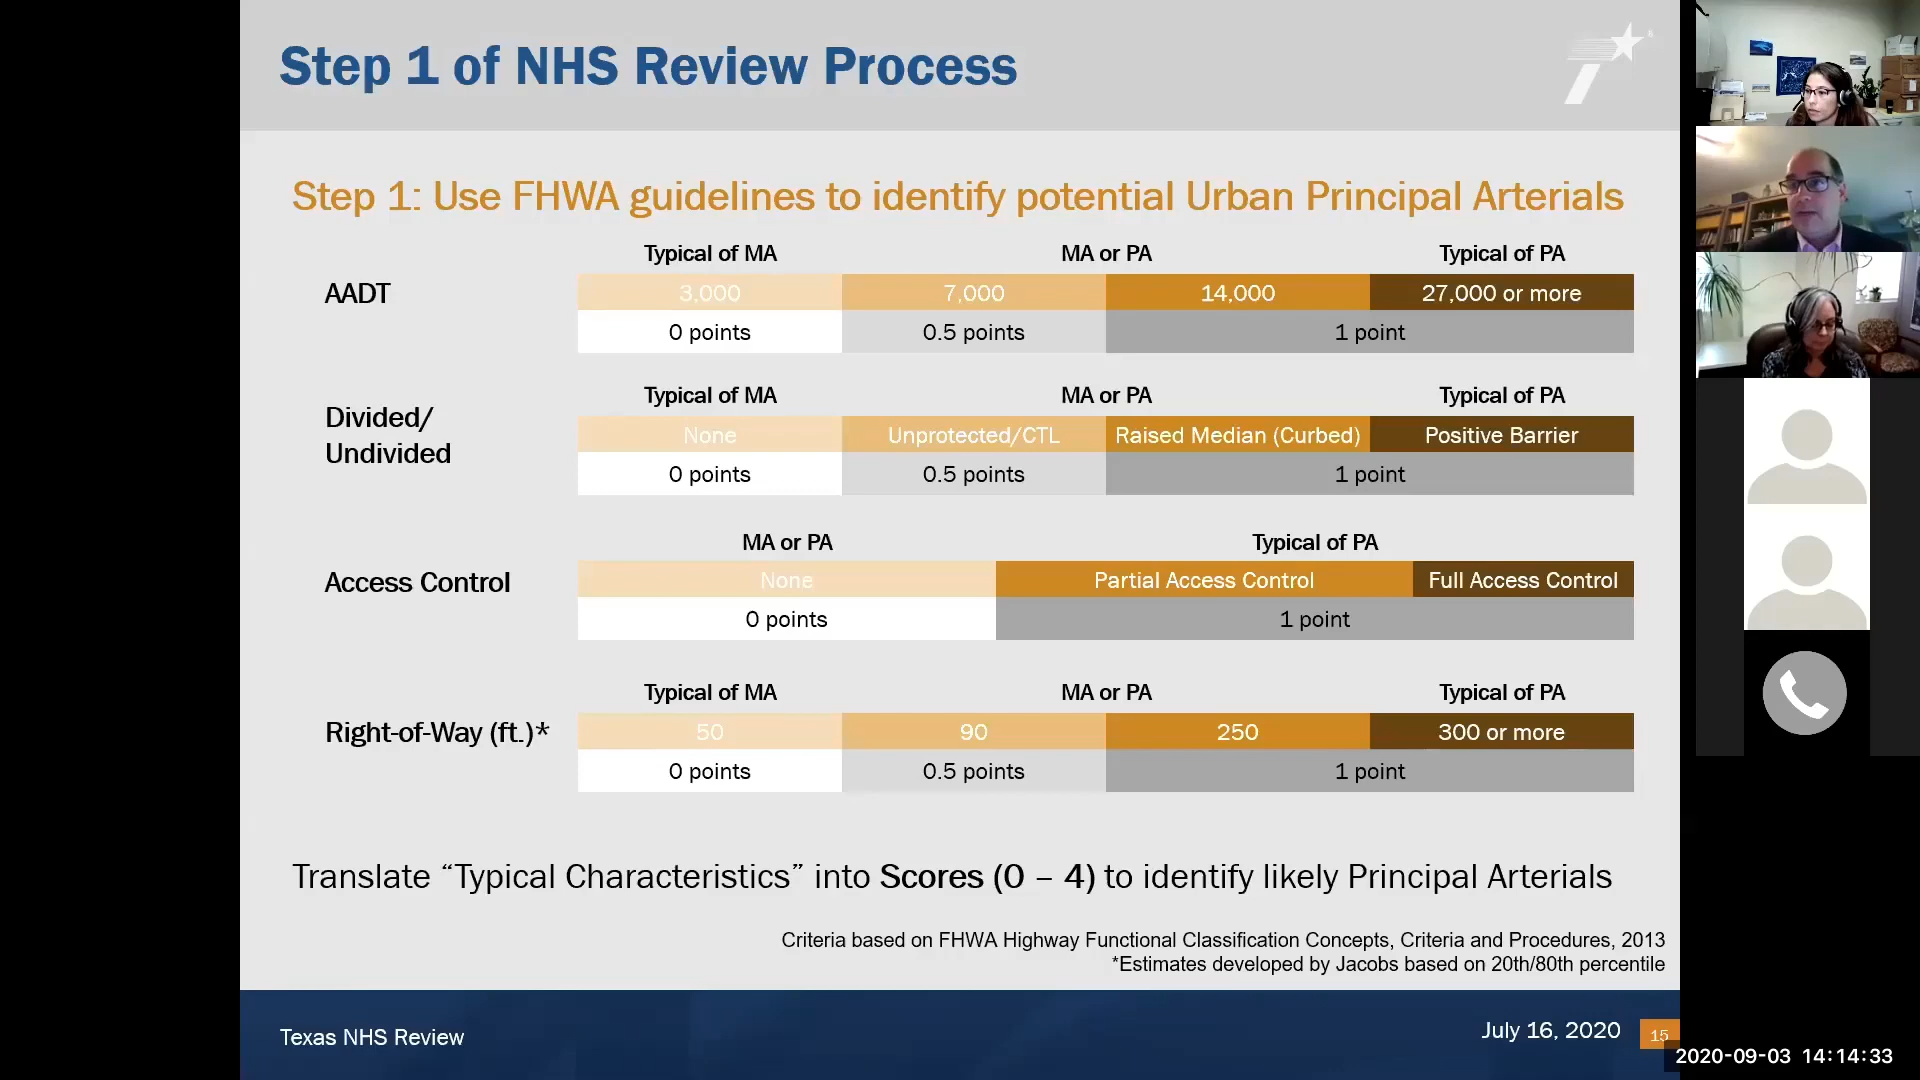 Step 1 of NHS Review Process
Step 1: Use FHWA guidelines to identify potential Urban Principal Arterials
Typical of MA MA or PA Typical of PA
AADT 3,000 7,000 14,000 27,000 or more
0 points 0.5 points 1 point
Typical of MA MA or PA Typical of PA
Divided/
Undivided
None Unprotected/CTL Raised Median (Curbed) Positive Barrier
0 points 0.5 points 1 point
MA or PA Typical of PA
Access Control None Partial Access Control Full Access Control
0 points 1 point
Typical of MA MA or PA Typical of PA
Right-of-Way (ft.)* 50 90 250 300 or more
0 points 0.5 points 1 point
Translate “Typical Characteristics” into Scores (0 – 4) to identify likely Principal Arterials
Criteria based on FHWA Highway Functional Classification Concepts, Criteria and Procedures, 2013
*Estimates developed by Jacobs based on 20th/80th percentile
Texas NHS Review
July 16, 2020
15
2020-09-03 14:14:33